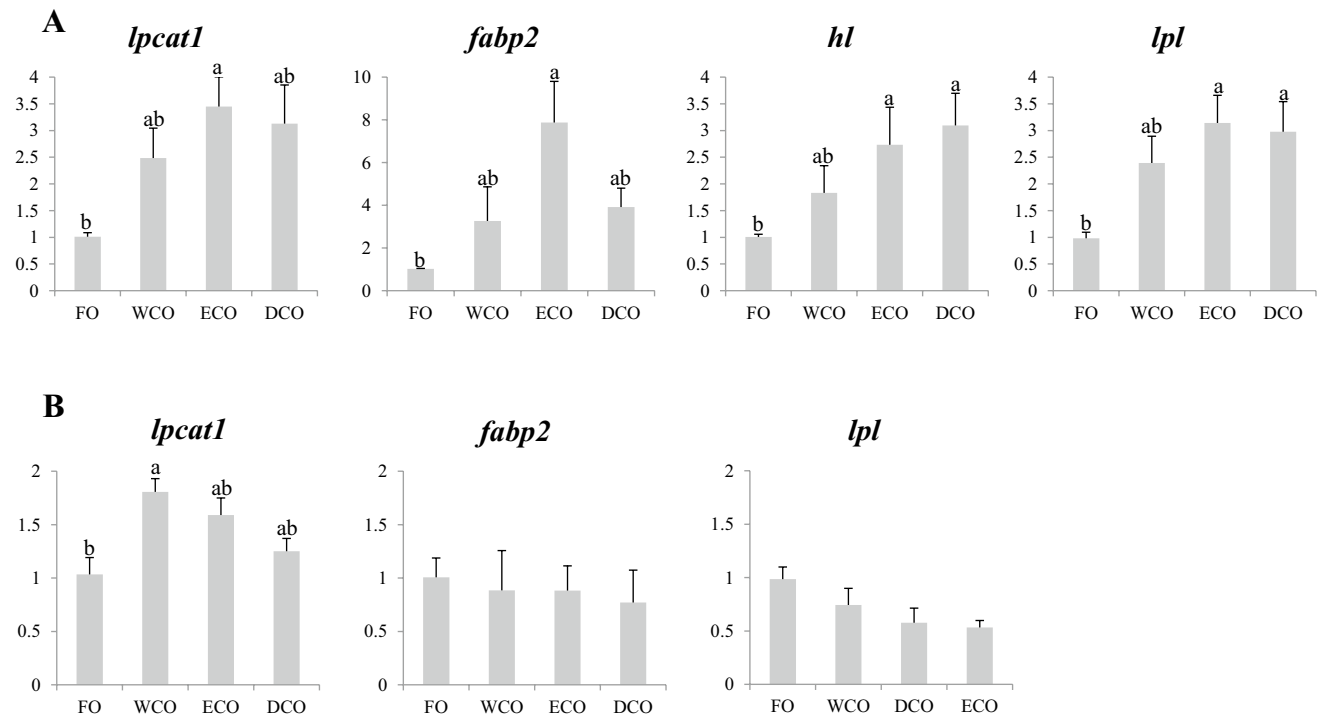 A
lpcat1 fabp2 hl lpl
4 3.5 3 2.5 2 1.5 1 0.5 0
b ab a ab
FO WCO ECO DCO
10 8 6 4 2 0
b ab a ab
FO WCO ECO DCO
4 3.5 3 2.5 2 1.5 1 0.5 0
b ab a a
FO WCO ECO DCO
4 3.5 3 2.5 2 1.5 1 0.5 0
b ab a a
FO WCO ECO DCO
B
lpcat1 fabp2 lpl
2 1.5 1 0.5 0
b a ab ab
FO WCO ECO DCO
2 1.5 1 0.5 0
FO WCO ECO DCO
2 1.5 1 0.5 0
FO WCO DCO ECO